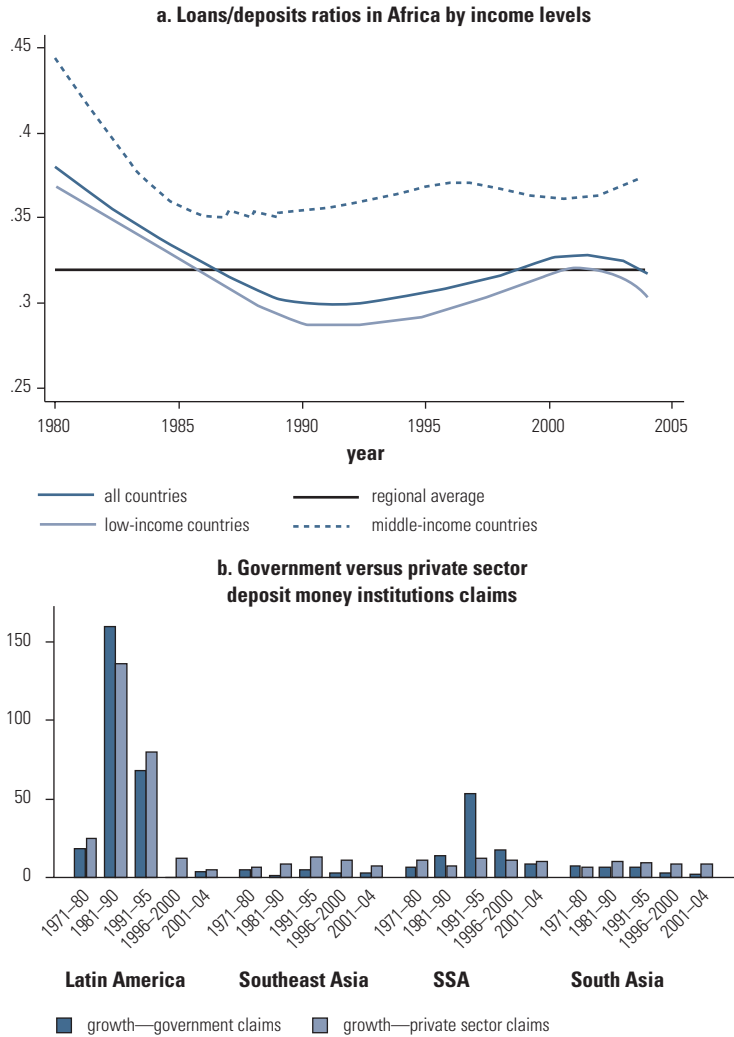 a. Loans/deposits ratios in Africa by income levels
.45
.4
.35
.3
.25
1980 1985 1990 1995 2000 2005
year
all countries regional average
low-income countries middle-income countries
b. Government versus private sector
deposit money institutions claims
150
100
50
0
1971–80 1981–90 1991–95 1996–2000 2001–04 1971–80 1981–90 1991–95 1996–2000 2001–04 1971–80 1981–90 1991–95 1996–2000 2001–04 1971–80 1981–90 1991–95 1996–2000 2001–04
Latin America Southeast Asia SSA South Asia
growth—government claims growth—private sector claims